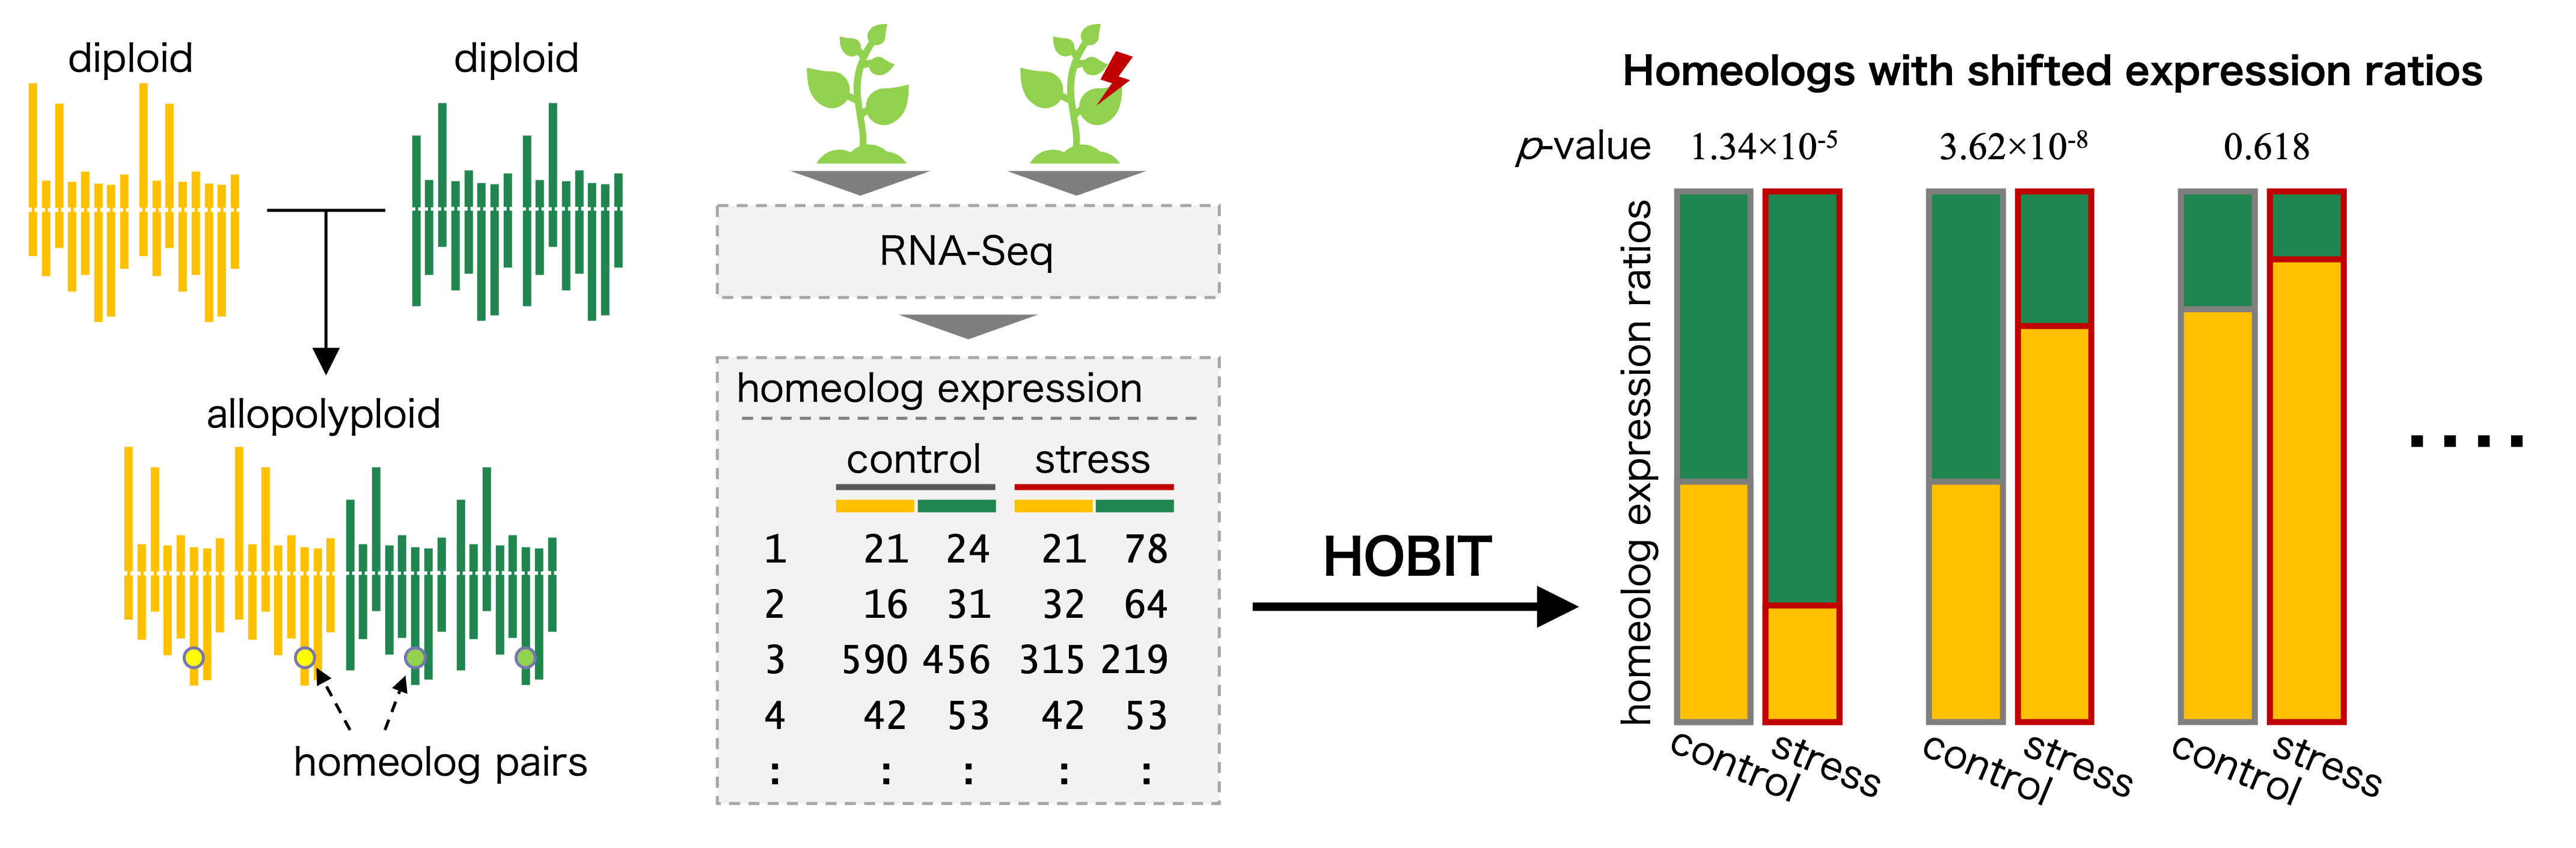 diploid
diploid
allopolyploid
homeolog pairs
RNA-Seq
homeolog expression
control stress
1 21 24 21 78
2 16 31 32 64
3 590 456 315 219
4 42 53 42 53
: : : : :
HOBIT
Homeologs with shifted expression ratios
p-value 1.34×10⁻⁵ 3.62×10⁻⁸ 0.618
homeolog expression ratios
control stress control stress control stress
....